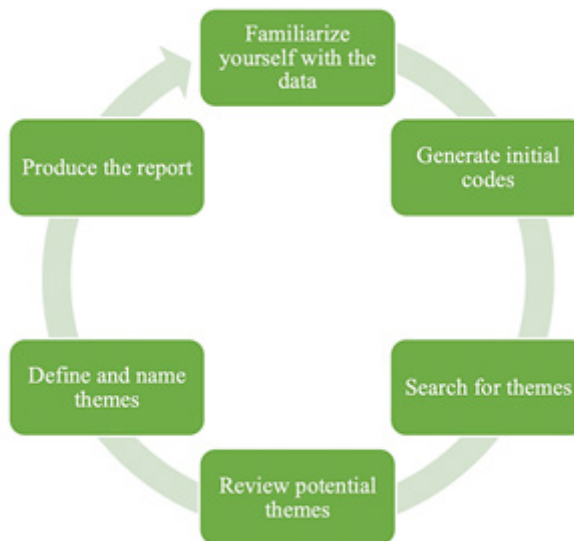 Familiarize
yourself with the
data
Generate initial
codes
Search for themes
Review potential
themes
Define and name
themes
Produce the report